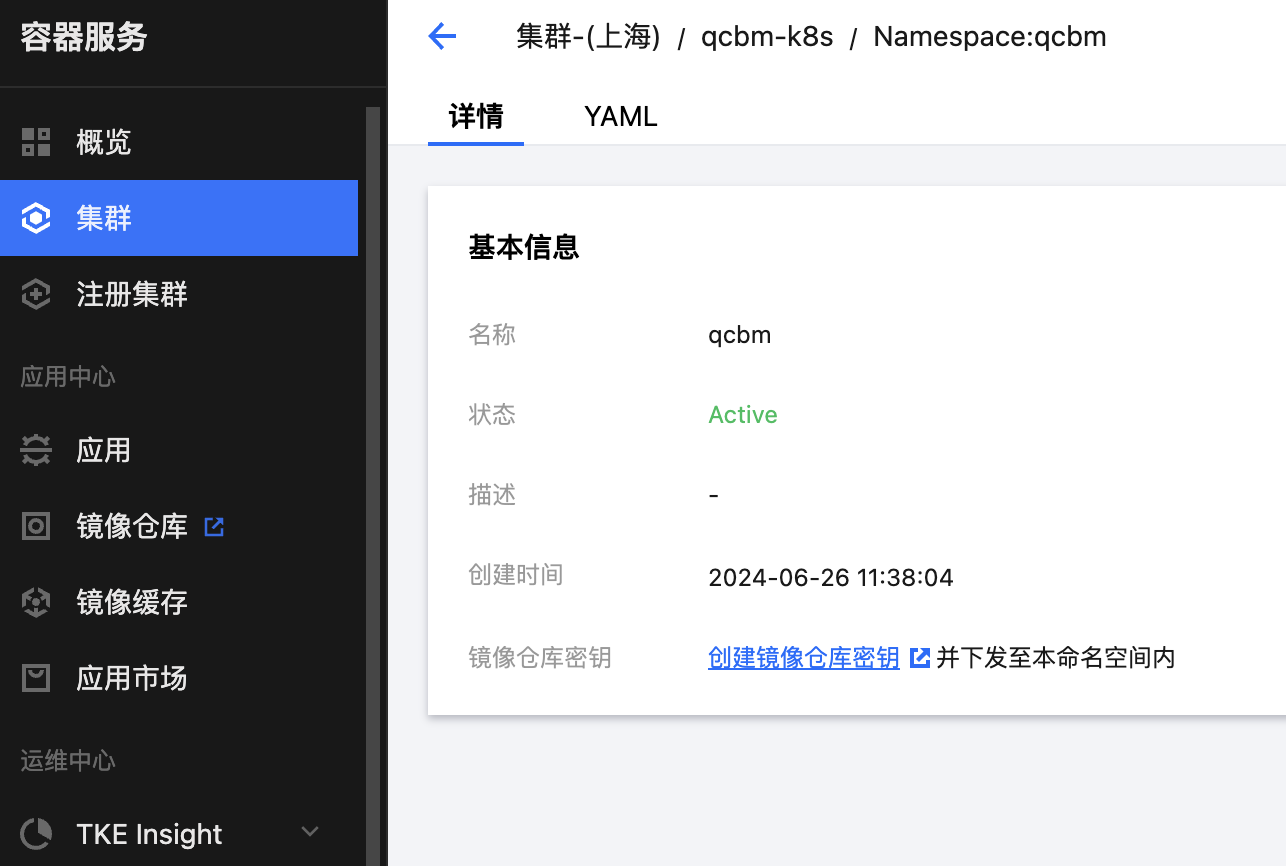 容器服务
概览
集群
注册集群
应用中心
应用
镜像仓库
镜像缓存
应用市场
运维中心
TKE Insight
集群-(上海) / qcbm-k8s / Namespace:qcbm
详情 YAML
基本信息
名称 qcbm
状态 Active
描述 -
创建时间 2024-06-26 11:38:04
镜像仓库密钥 创建镜像仓库密钥 并下发至本命名空间内